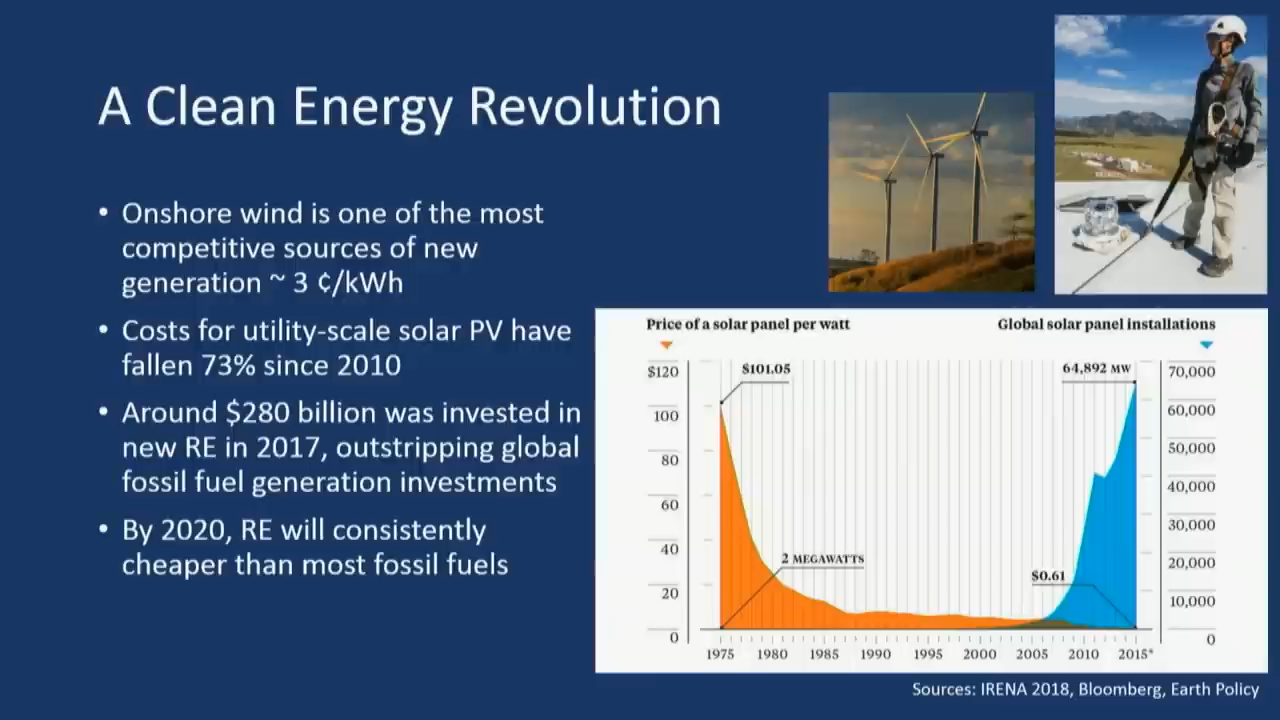 A Clean Energy Revolution
• Onshore wind is one of the most
competitive sources of new
generation ~ 3 ¢/kWh
• Costs for utility-scale solar PV have
fallen 73% since 2010
• Around $280 billion was invested in
new RE in 2017, outstripping global
fossil fuel generation investments
• By 2020, RE will consistently
cheaper than most fossil fuels
Price of a solar panel per watt
Global solar panel installations
$120
100
80
60
40
20
0
$101.05
2 MEGAWATTS
64,892 MW
$0.61
70,000
60,000
50,000
40,000
30,000
20,000
10,000
0
1975 1980 1985 1990 1995 2000 2005 2010 2015*
Sources: IRENA 2018, Bloomberg, Earth Policy